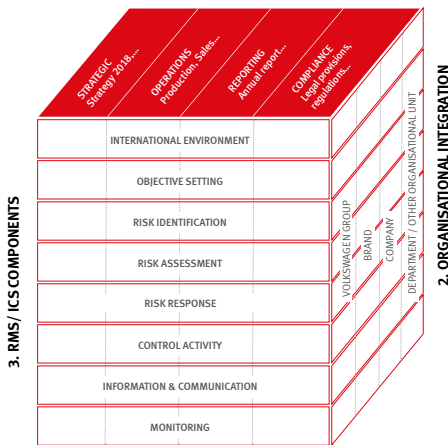 STRATEGIC
Strategy 2018....
OPERATIONS
Production, Sales...
REPORTING
Annual report...
COMPLIANCE
Legal provisions,
regulations...
INTERNATIONAL ENVIRONMENT
OBJECTIVE SETTING
RISK IDENTIFICATION
RISK ASSESSMENT
RISK RESPONSE
CONTROL ACTIVITY
INFORMATION & COMMUNICATION
MONITORING
VOLKSWAGEN GROUP
BRAND
COMPANY
DEPARTMENT / OTHER ORGANISATIONAL UNIT
3. RMS/ ICS COMPONENTS
2. ORGANISATIONAL INTEGRATION